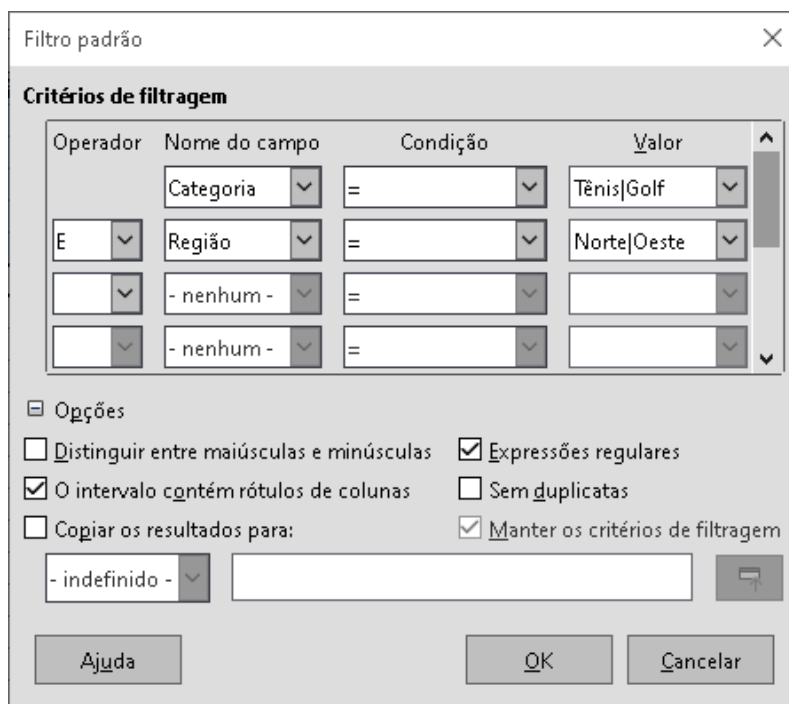 Filtro padrão
Critérios de filtragem
Operador Nome do campo Condição Valor
Categoria = Tênis|Golf
E Região = Norte|Oeste
- nenhum - =
- nenhum - =
Opções
Distinguir entre maiúsculas e minúsculas Expressões regulares
O intervalo contém rótulos de colunas Sem duplicatas
Copiar os resultados para: Manter os critérios de filtragem
- indefinido -
Ajuda OK Cancelar